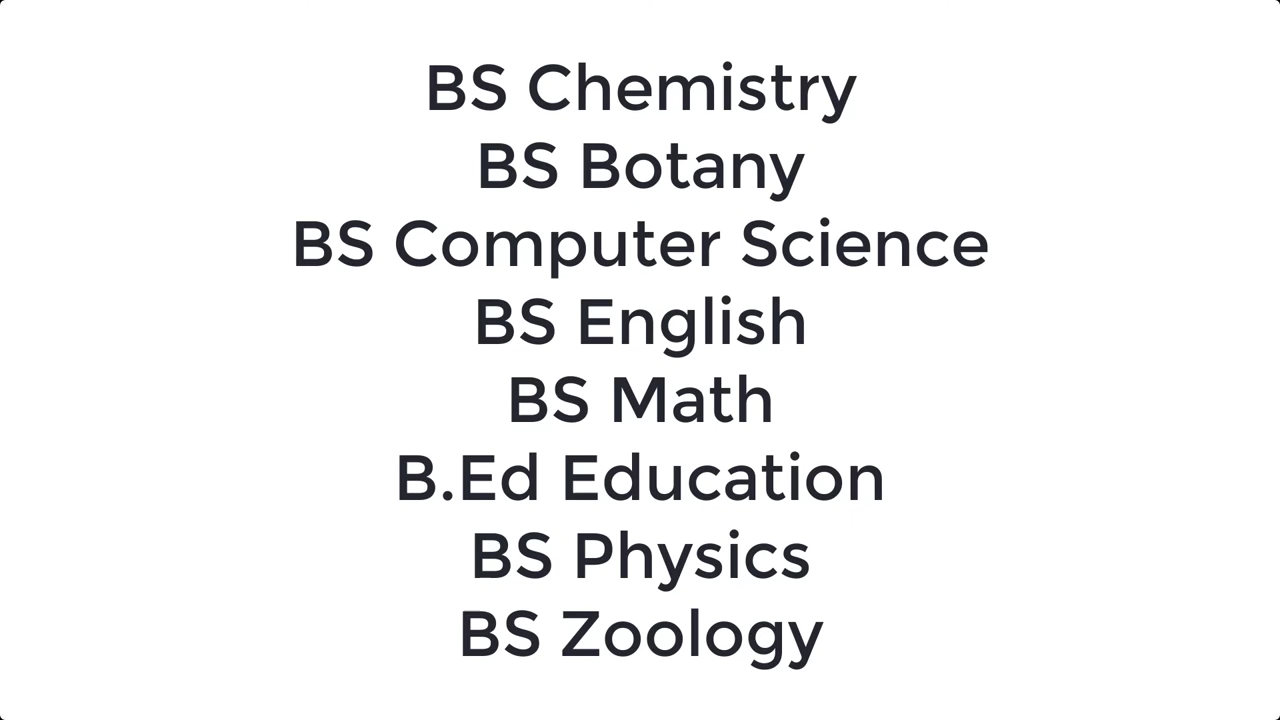 BS Chemistry
BS Botany
BS Computer Science
BS English
BS Math
B.Ed Education
BS Physics
BS Zoology